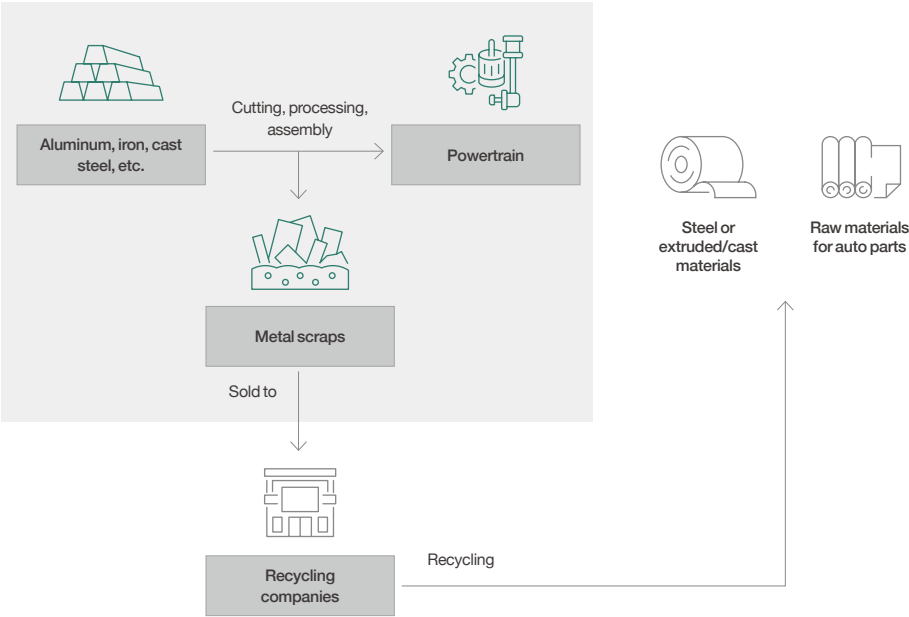 Cutting, processing,
assembly
Aluminum, iron, cast
steel, etc.
Powertrain
Steel or
extruded/cast
materials
Raw materials
for auto parts
Metal scraps
Sold to
Recycling
Recycling
companies